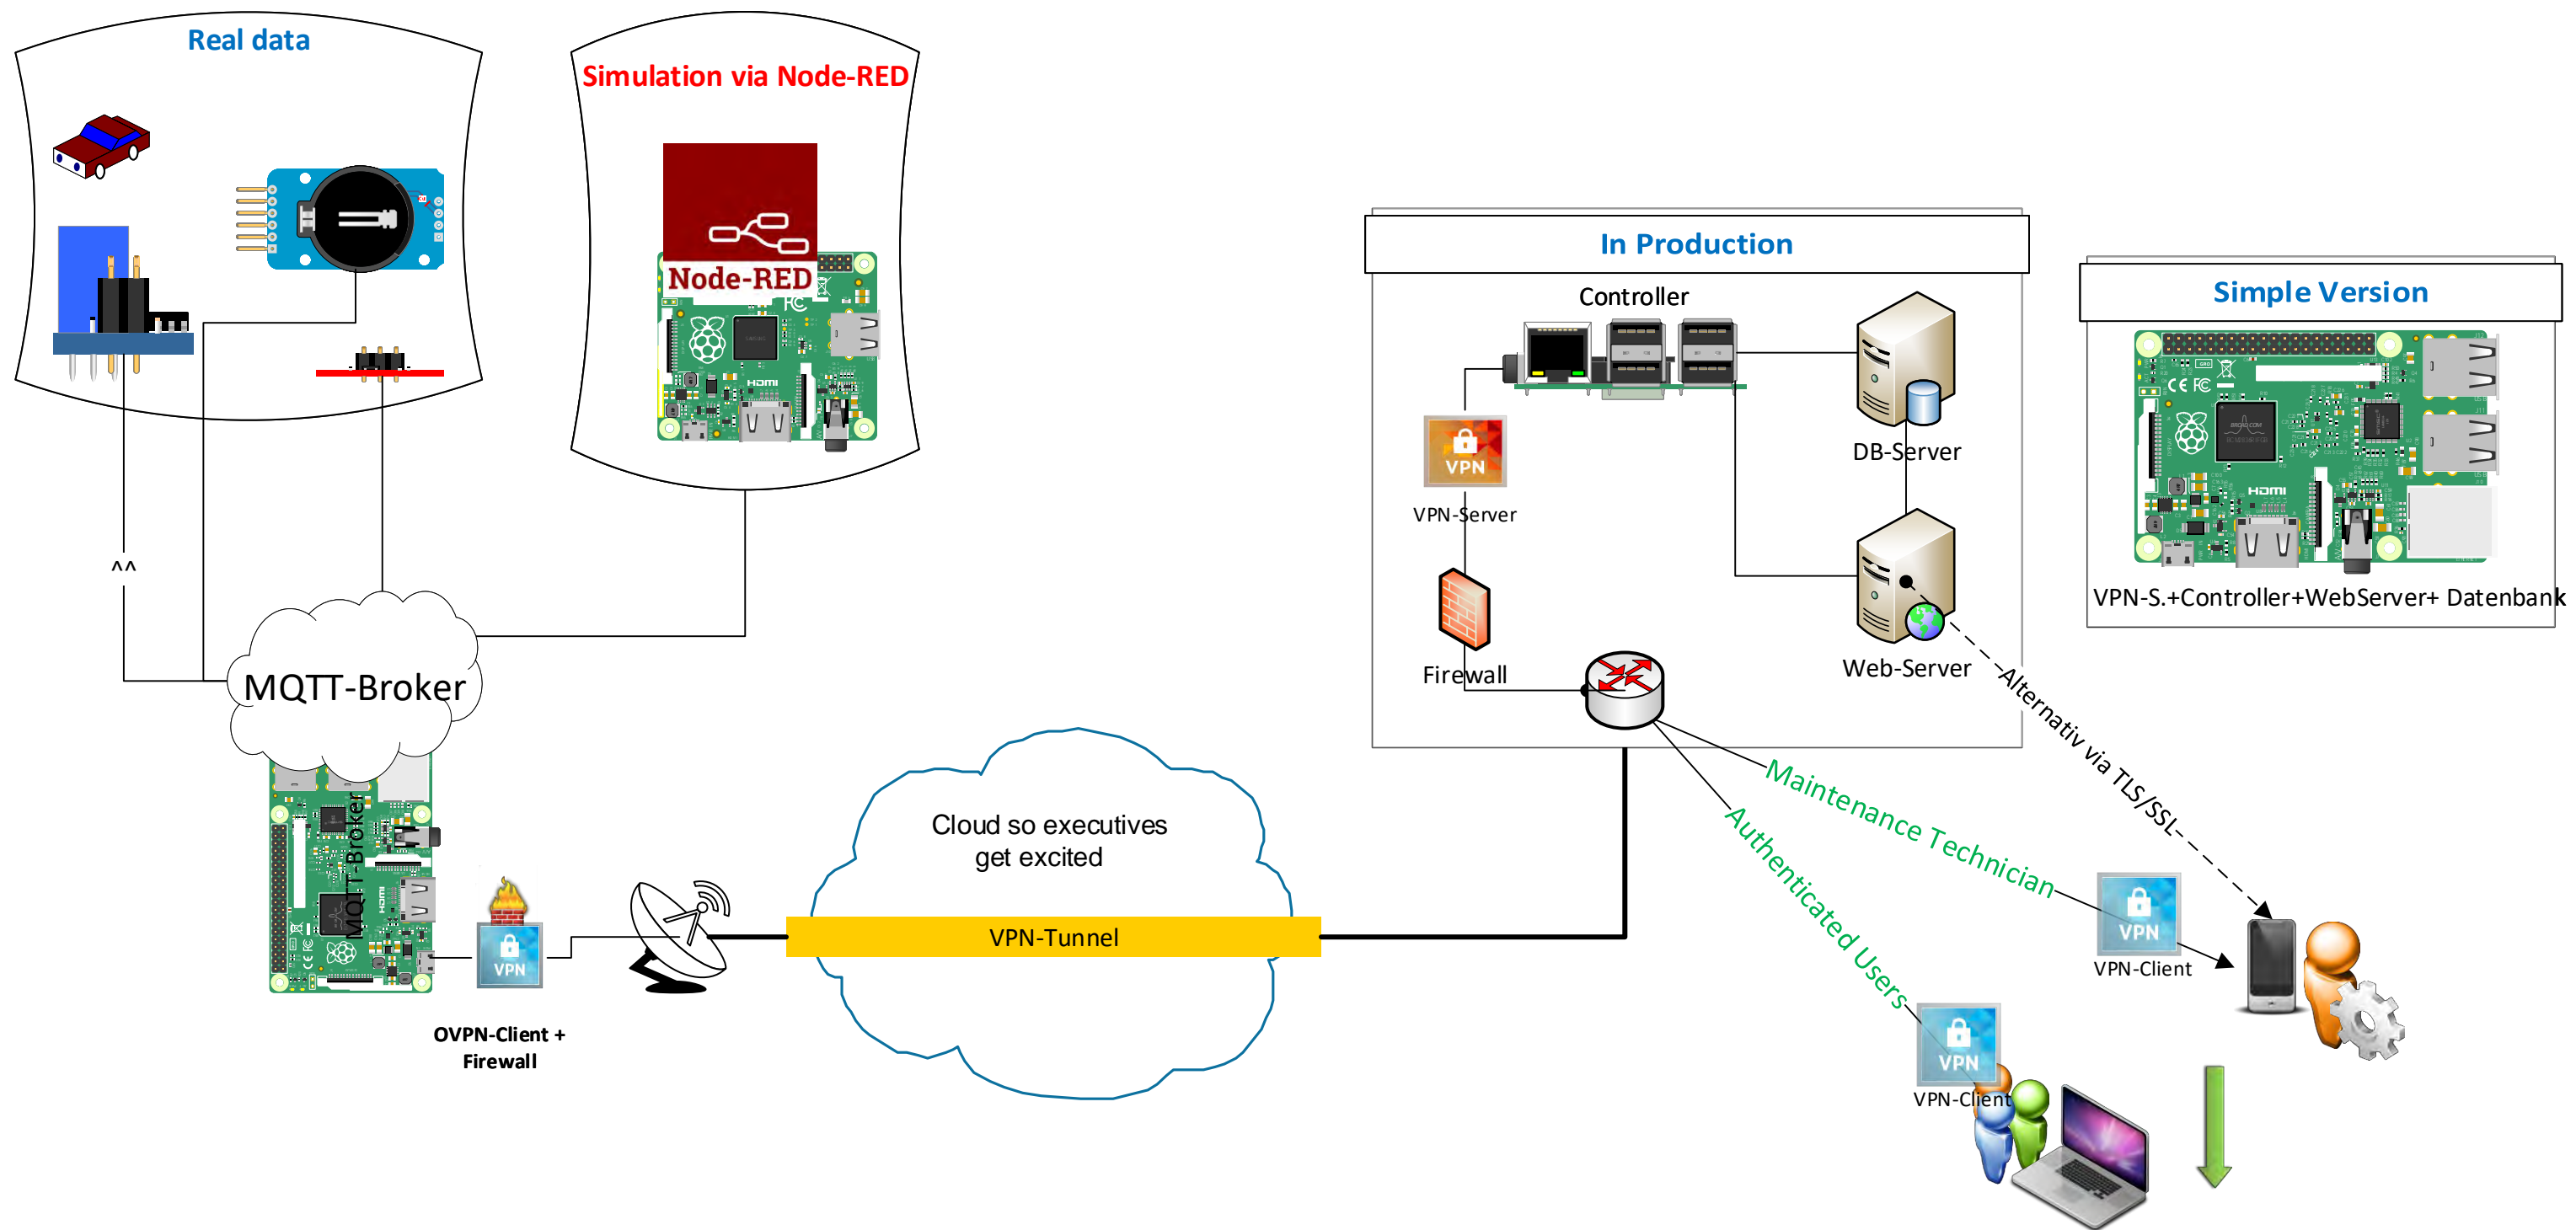 Real data
Simulation via Node-RED
Node-RED
HDMI
^^
MQTT-Broker
MQTT-Broker
HDMI
VPN
OVPN-Client +
Firewall
Cloud so executives
get excited
VPN-Tunnel
In Production
Controller
VPN
VPN-Server
Firewall
DB-Server
Web-Server
Alternativ via TLS/SSL
Maintenance Technician
Authenticated Users
VPN
VPN-Client
VPN
VPN-Client
Simple Version
BROADCOM
HDMI
VPN-S.+Controller+WebServer+ Datenbank